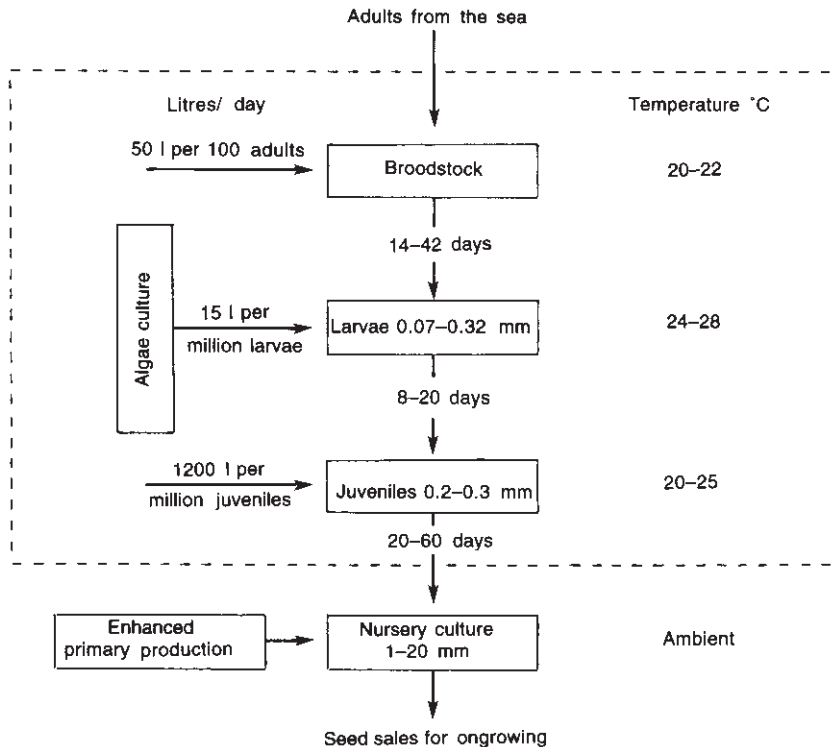 Adults from the sea
Litres/ day
Temperature °C
50 l per 100 adults
Broodstock
20–22
14–42 days
Algae culture
15 l per
million larvae
Larvae 0.07–0.32 mm
24–28
8–20 days
1200 l per
million juveniles
Juveniles 0.2–0.3 mm
20–25
20–60 days
Enhanced
primary production
Nursery culture
1–20 mm
Ambient
Seed sales for ongrowing